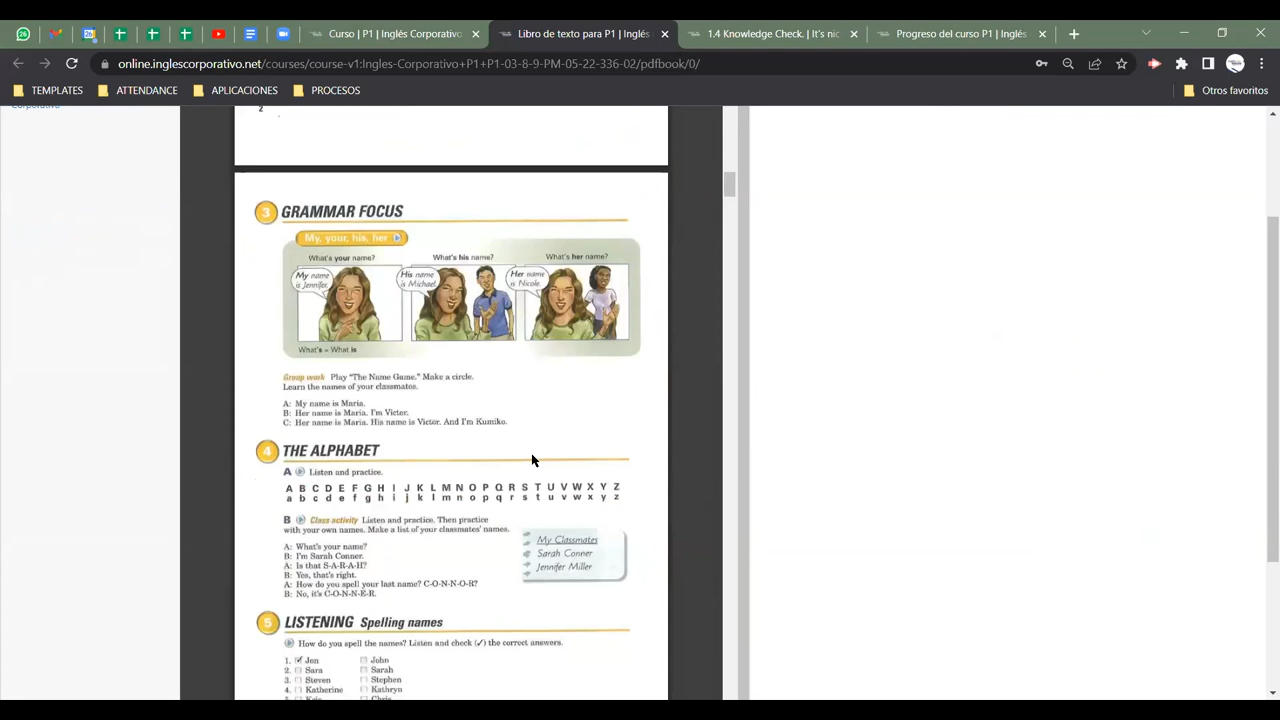 Curso | P1 | Inglés Corporativo
Libro de texto para P1 | Inglés
1.4 Knowledge Check. | It's nic
Progreso del curso P1 | Inglés
online.inglescorporativo.net/courses/course-v1:Ingles-Corporativo+P1+P1-03-8-9-PM-05-22-336-02/pdfbook/0/
TEMPLATES
ATTENDANCE
APLICACIONES
PROCESOS
Otros favoritos
Corporativo
2
3 GRAMMAR FOCUS
My, your, his, her
What's your name?
What's his name?
What's her name?
My name
is Jennifer.
His name
is Michael.
Her name
is Nicole.
What's = What is
Group work Play "The Name Game." Make a circle.
Learn the names of your classmates.
A: My name is Maria.
B: Her name is Maria. I'm Victor.
C: Her name is Maria. His name is Victor. And I'm Kumiko.
4 THE ALPHABET
A Listen and practice.
A B C D E F G H I J K L M N O P Q R S T U V W X Y Z
a b c d e f g h i j k l m n o p q r s t u v w x y z
B Class activity Listen and practice. Then practice
with your own names. Make a list of your classmates' names.
A: What's your name?
B: I'm Sarah Conner.
A: Is that S-A-R-A-H?
B: Yes, that's right.
A: How do you spell your last name? C-O-N-N-O-R?
B: No, it's C-O-N-N-E-R.
My Classmates
Sarah Conner
Jennifer Miller
5 LISTENING Spelling names
How do you spell the names? Listen and check (✓) the correct answers.
1. ✓ Jon John
2. Sara Sarah
3. Steven Stephen
4. Katherine Kathryn